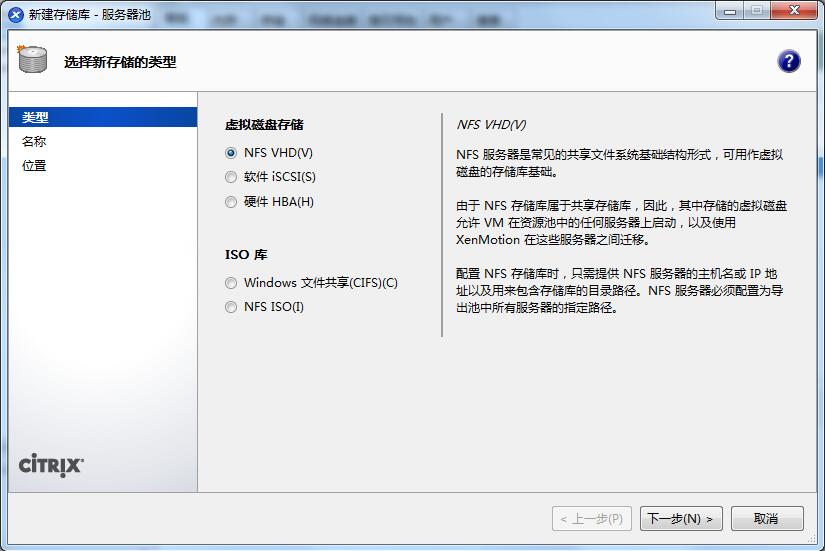 新建存储库 - 服务器池
选择新存储的类型
?
类型
名称
位置
虚拟磁盘存储
NFS VHD(V)
软件 iSCSI(S)
硬件 HBA(H)
ISO 库
Windows 文件共享(CIFS)(C)
NFS ISO(I)
NFS VHD(V)
NFS 服务器是常见的共享文件系统基础结构形式，可用作虚拟
磁盘的存储库基础。
由于 NFS 存储库属于共享存储库，因此，其中存储的虚拟磁盘
允许 VM 在资源池中的任何服务器上启动，以及使用
XenMotion 在这些服务器之间迁移。
配置 NFS 存储库时，只需提供 NFS 服务器的主机名或 IP 地
址以及用来包含存储库的目录路径。NFS 服务器必须配置为导
出池中所有服务器的指定路径。
CİTRIX
< 上一步(P)
下一步(N) >
取消